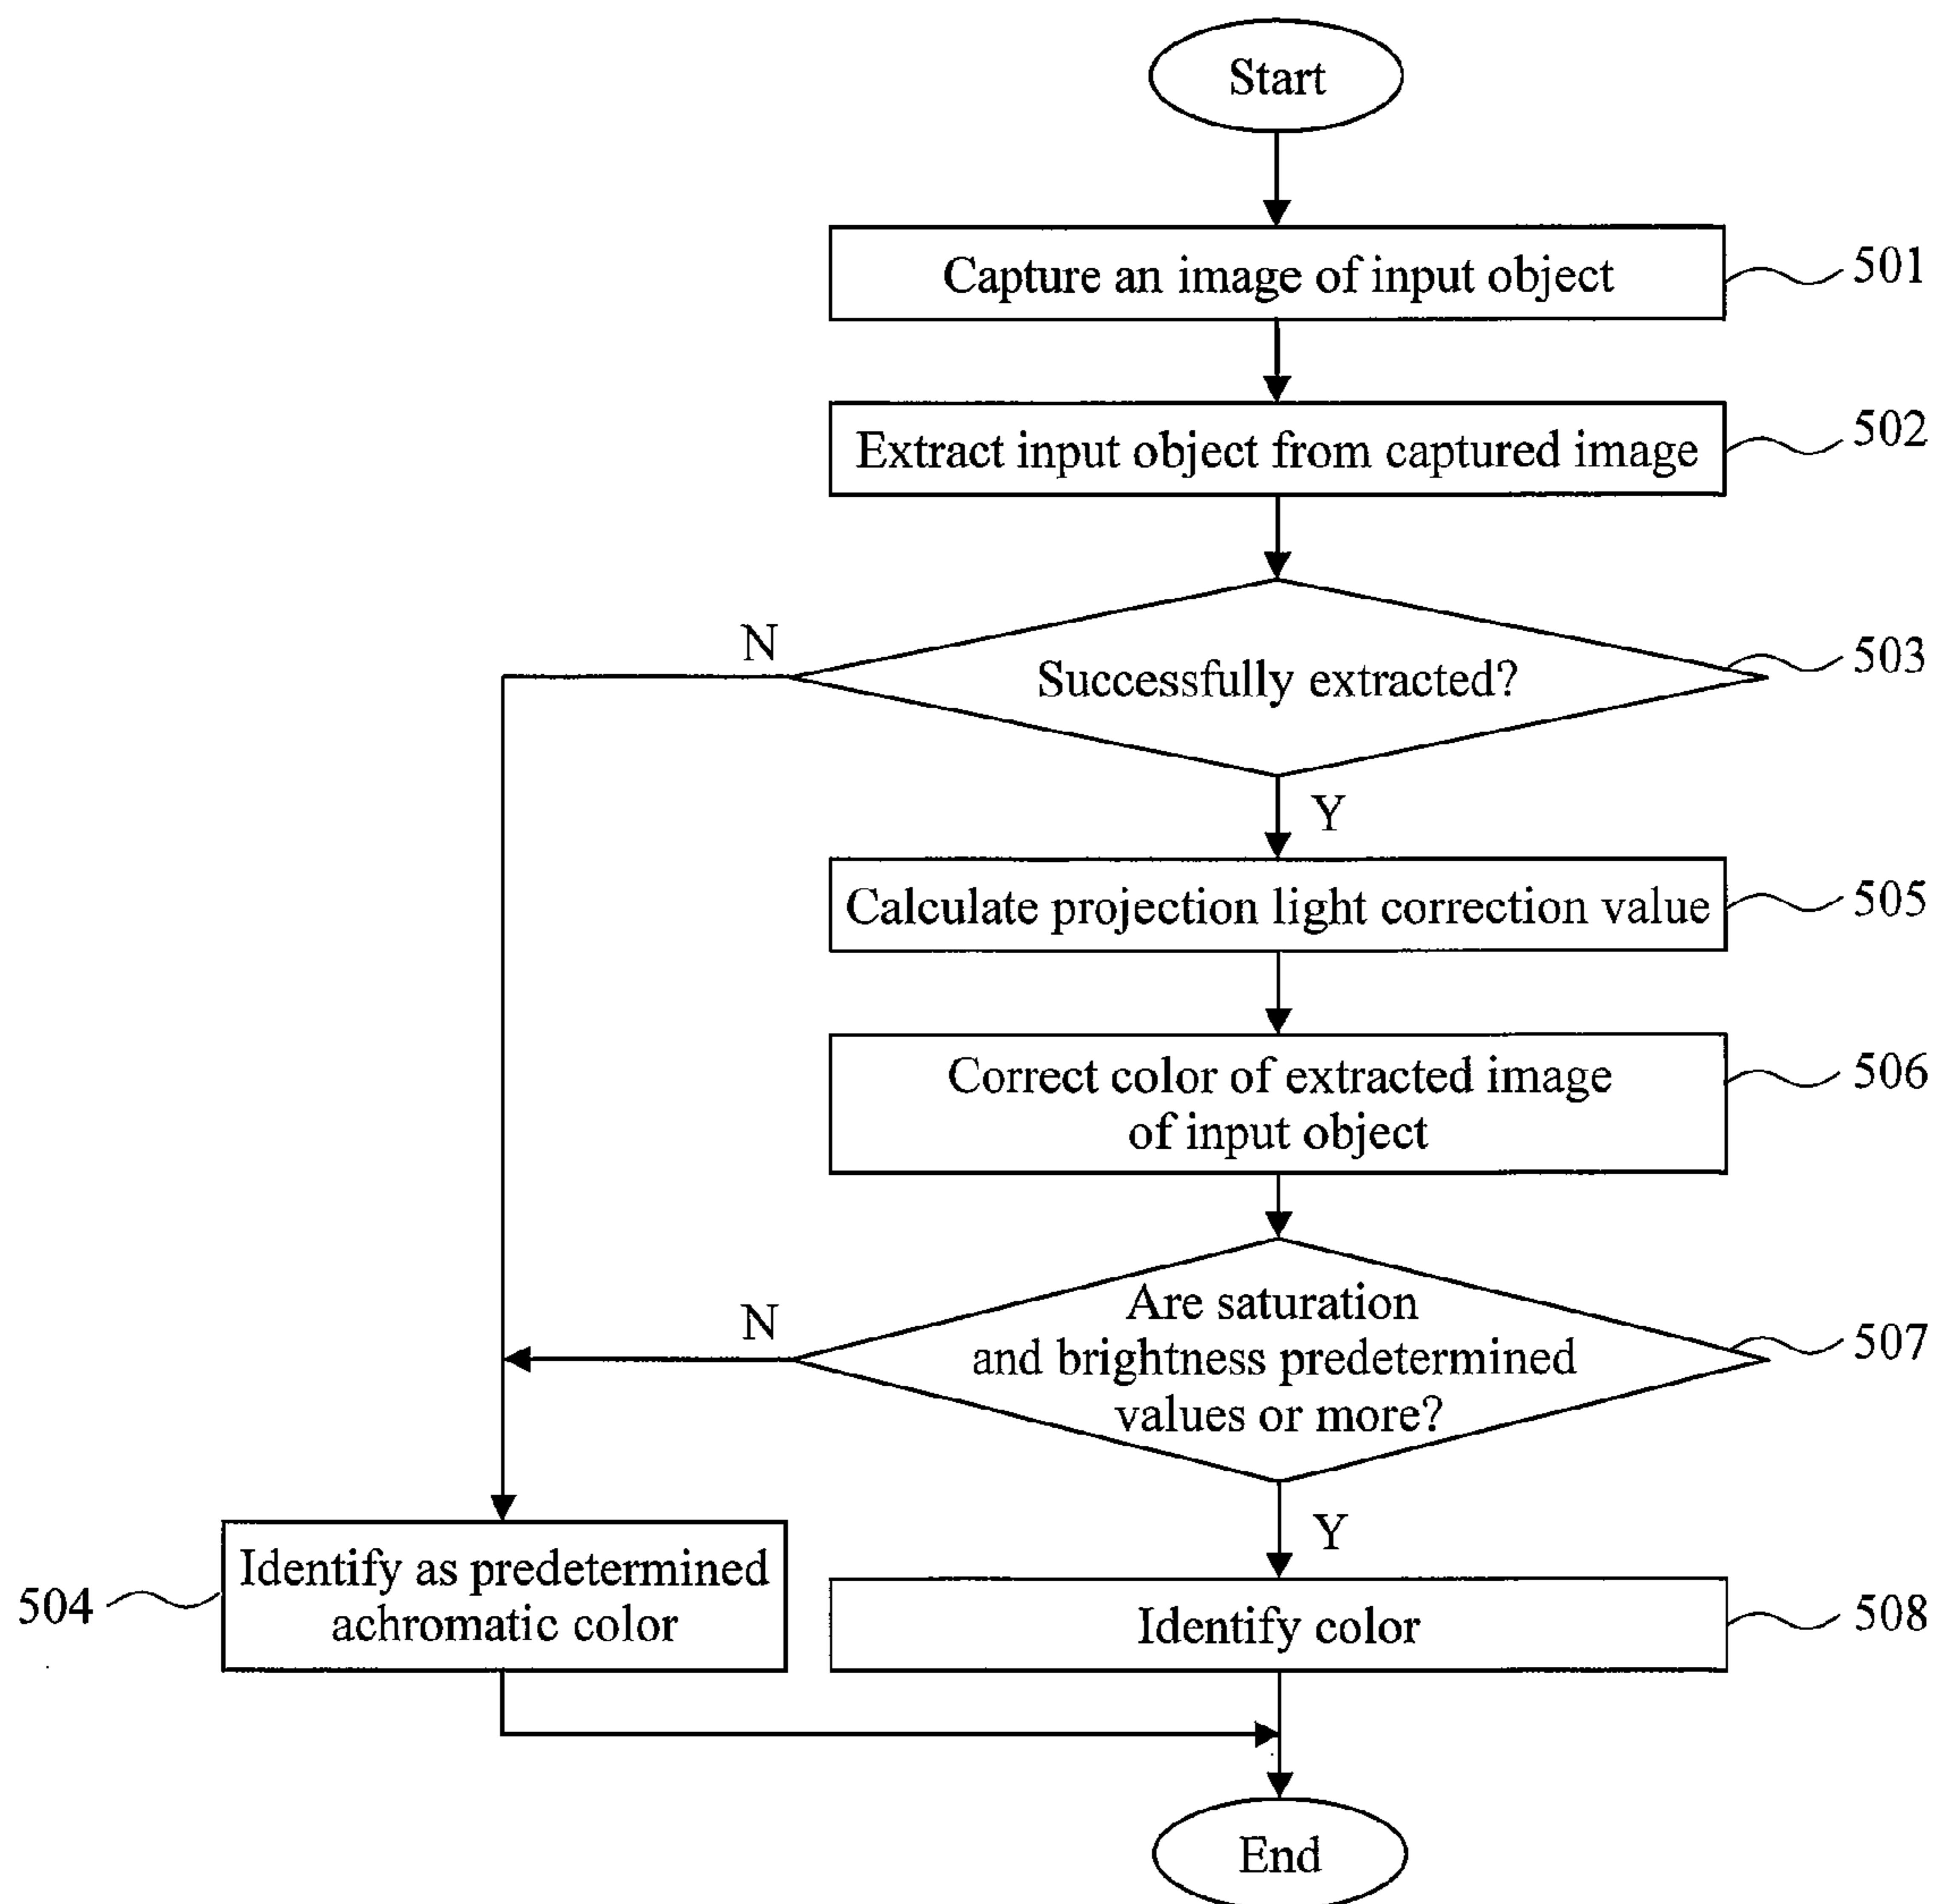 Start
Capture an image of input object
501
Extract input object from captured image
502
N
Successfully extracted?
503
Y
Calculate projection light correction value
505
Correct color of extracted image
of input object
506
N
Are saturation
and brightness predetermined
values or more?
507
Y
504
Identify as predetermined
achromatic color
Identify color
508
End